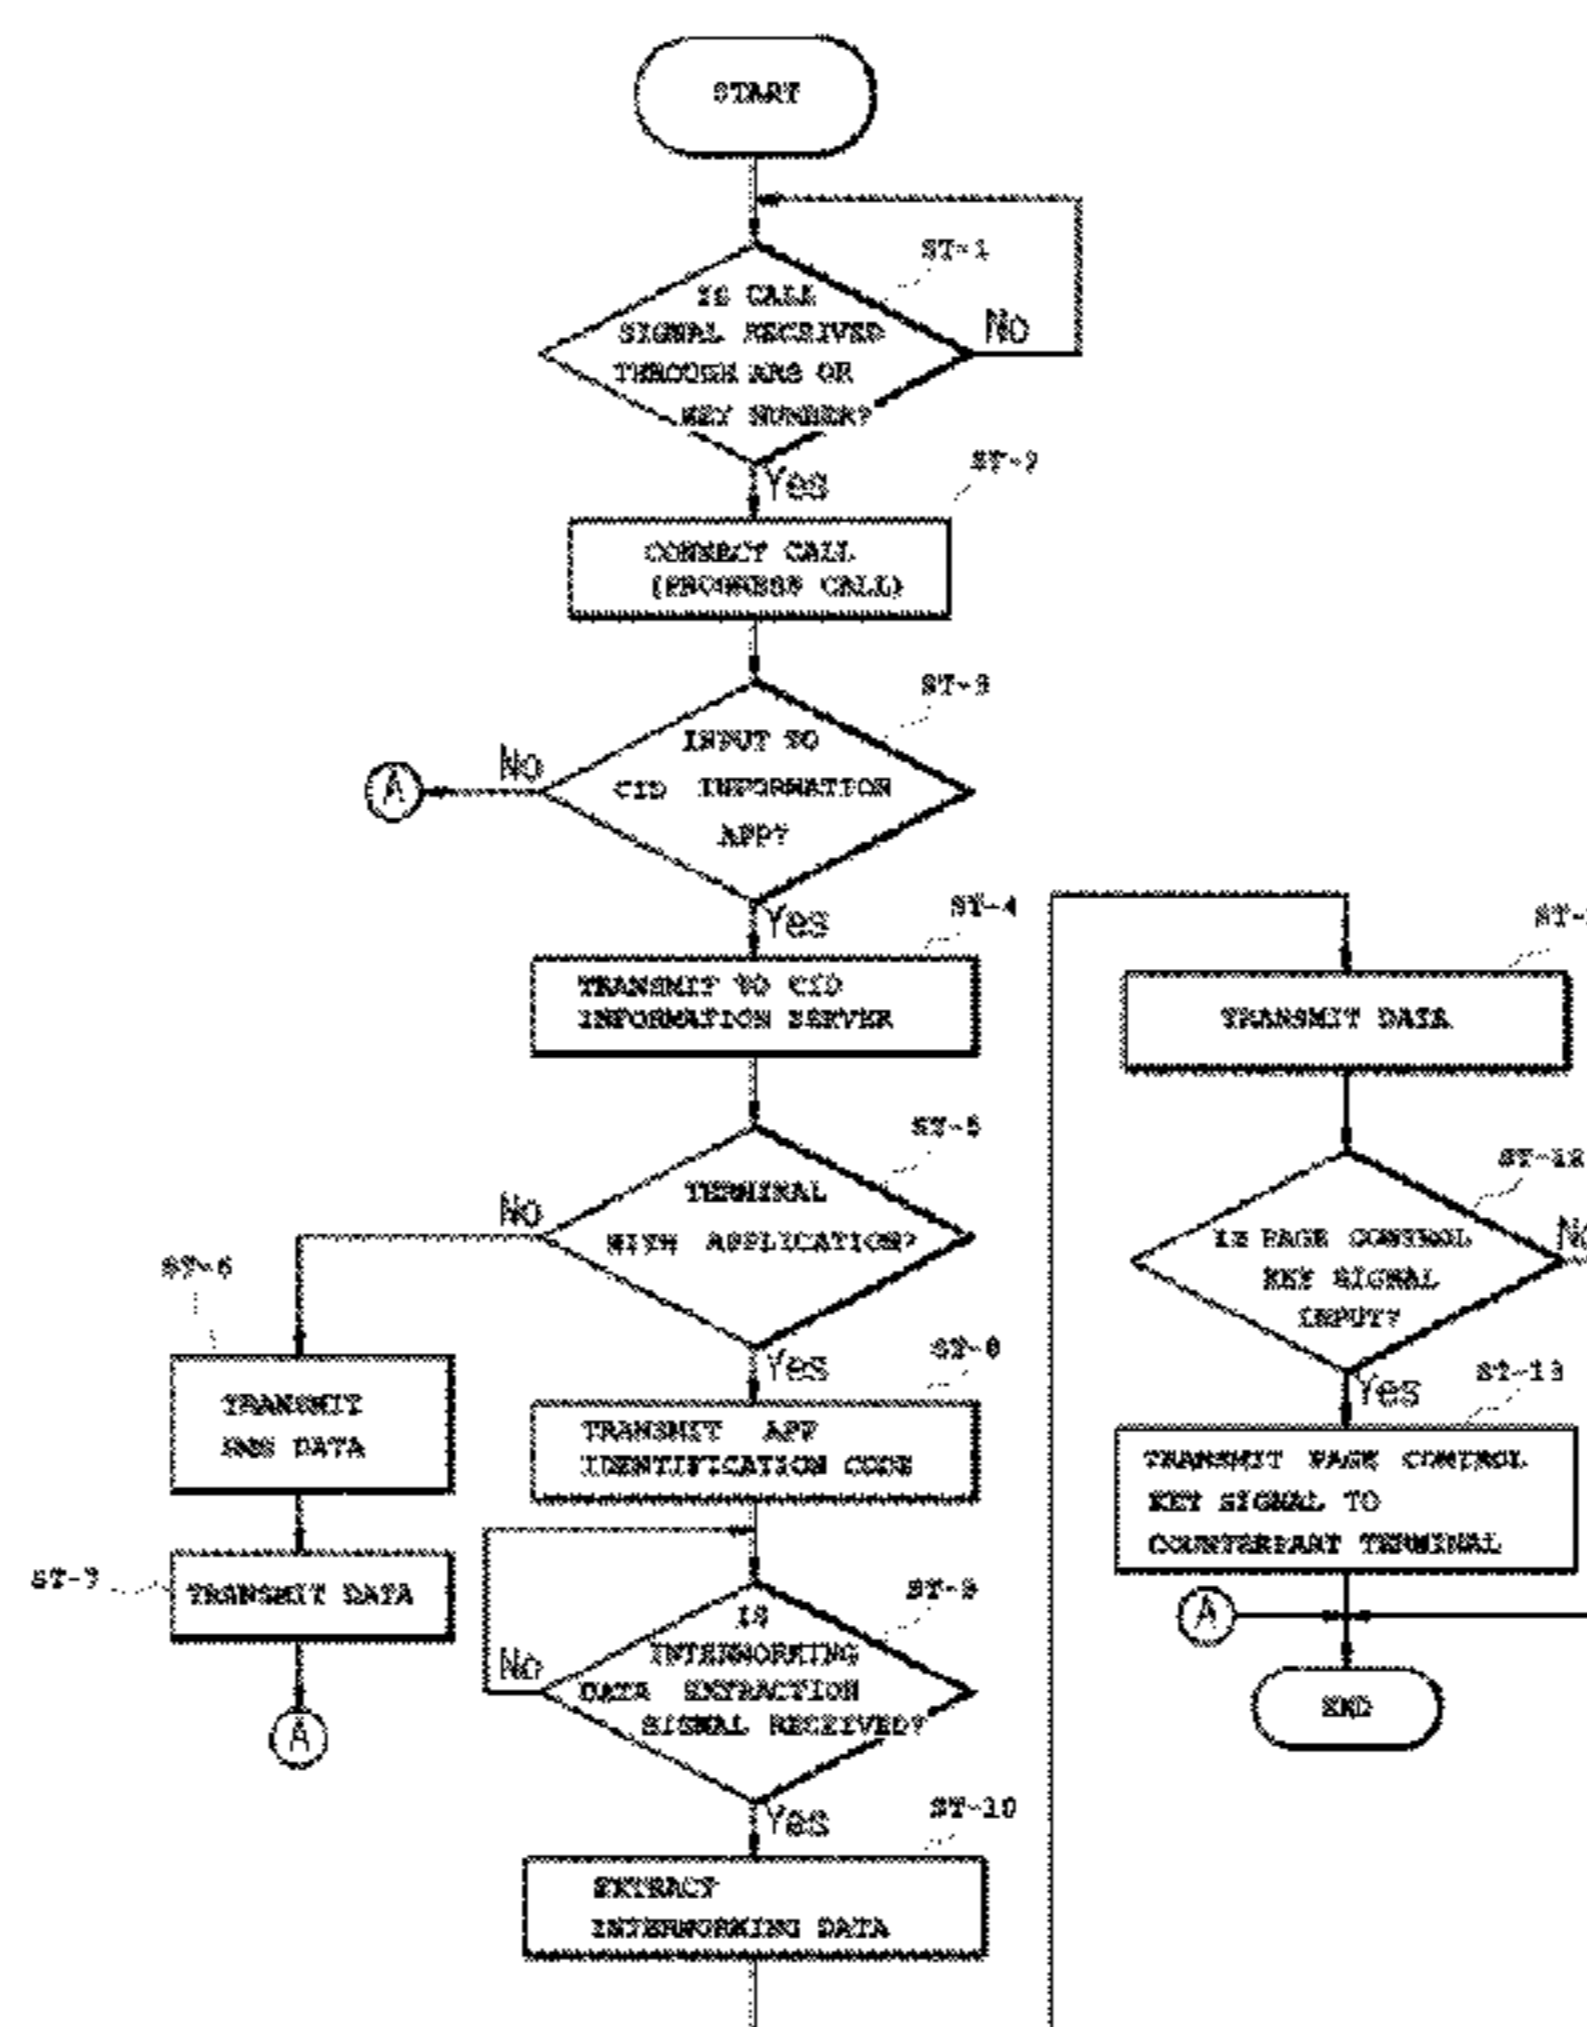 START
ST-1
IS CALL
SIGNAL RECEIVED
THROUGH ARS OR
KEY NUMBER?
No
Yes
ST-2
CONNECT CALL
(PROGRESS CALL)
ST-3
INPUT TO
CID INFORMATION
APP?
No
A
Yes
ST-4
TRANSMIT TO CID
INFORMATION SERVER
ST-5
TERMINAL
WITH APPLICATION?
No
ST-6
TRANSMIT
SMS DATA
ST-7
TRANSMIT DATA
A
Yes
ST-8
TRANSMIT APP
IDENTIFICATION CODE
ST-9
IS
INTERWORKING
DATA EXTRACTION
SIGNAL RECEIVED?
No
Yes
ST-10
EXTRACT
INTERWORKING DATA
ST-
TRANSMIT DATA
ST-12
IS PAGE CONTROL
KEY SIGNAL
INPUT?
No
Yes
ST-13
TRANSMIT PAGE CONTROL
KEY SIGNAL TO
COUNTERPART TERMINAL
A
END